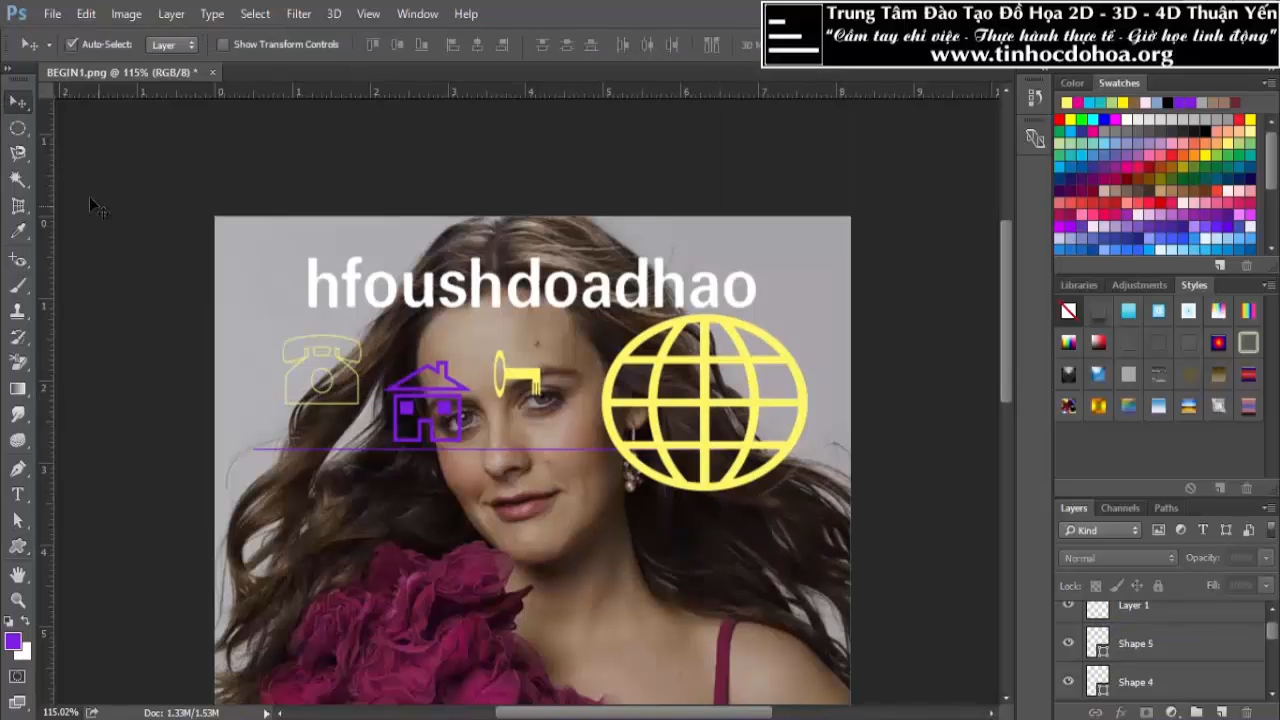 Ps File Edit Image Layer Type Select Filter 3D View Window Help
Trung Tâm Đào Tạo Đồ Họa 2D - 3D - 4D Thuận Yến
“Cầm tay chỉ việc - Thực hành thực tế - Giờ học linh động”
www.tinhocdohoa.org
Auto-Select: Layer Show Transform Controls
BEGIN1.png @ 115% (RGB/8) *
Color Swatches
hfoushdoadhao
Libraries Adjustments Styles
Layers Channels Paths
Kind
Normal Opacity:
Lock: Fill:
Layer 1
Shape 5
Shape 4
115.02% Doc: 1.33M/1.53M